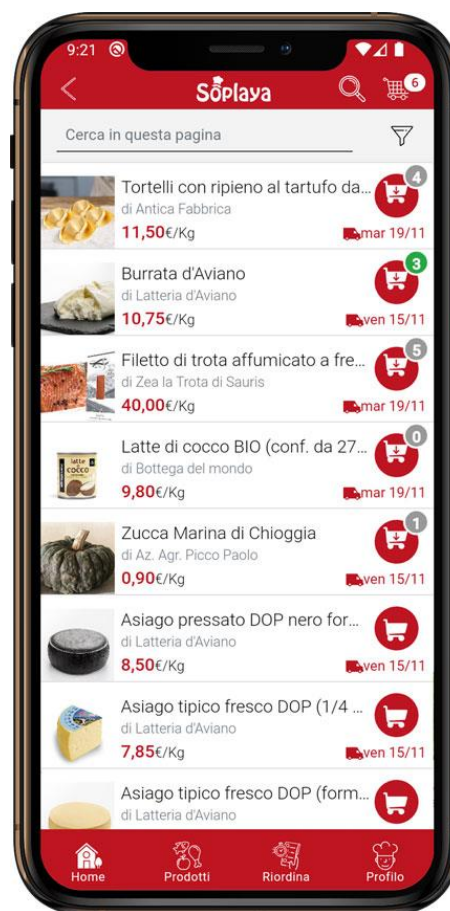 9:21
Soplaya
6
Cerca in questa pagina
Tortelli con ripieno al tartufo da...
4
di Antica Fabbrica
11,50€/Kg
mar 19/11
Burrata d'Aviano
3
di Latteria d'Aviano
10,75€/Kg
ven 15/11
Filetto di trota affumicato a fre...
5
di Zea la Trota di Sauris
40,00€/Kg
mar 19/11
latte di
cocco
Latte di cocco BIO (conf. da 27...
0
di Bottega del mondo
9,80€/Kg
mar 19/11
Zucca Marina di Chioggia
1
di Az. Agr. Picco Paolo
0,90€/Kg
ven 15/11
Asiago pressato DOP nero for...
di Latteria d'Aviano
8,50€/Kg
ven 15/11
Asiago tipico fresco DOP (1/4 ...
di Latteria d'Aviano
7,85€/Kg
ven 15/11
Asiago tipico fresco DOP (form...
di Latteria d'Aviano
Home
Prodotti
Riordina
Profilo